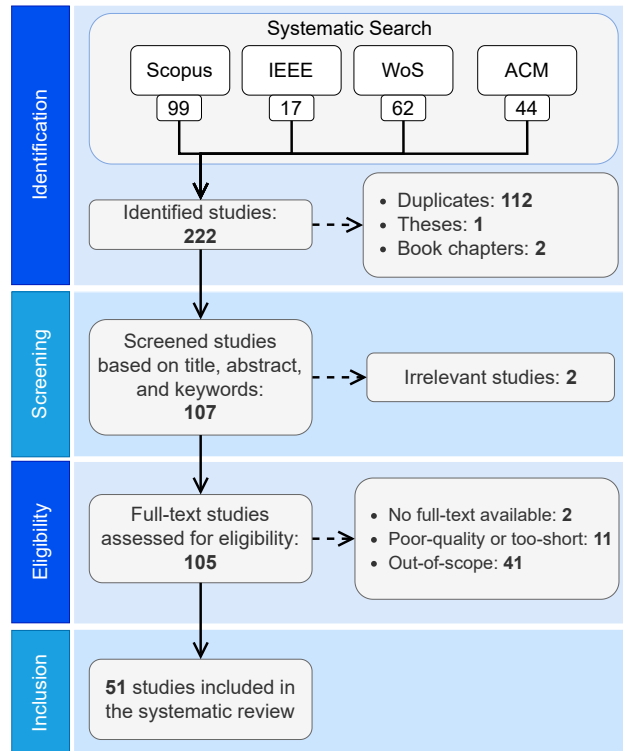 Systematic Search
Scopus
IEEE
WoS
ACM
99
17
62
44
Identification
Identified studies:
222
• Duplicates: 112
• Theses: 1
• Book chapters: 2
Screening
Screened studies
based on title, abstract,
and keywords:
107
Irrelevant studies: 2
Eligibility
Full-text studies
assessed for eligibility:
105
• No full-text available: 2
• Poor-quality or too-short: 11
• Out-of-scope: 41
Inclusion
51 studies included in
the systematic review